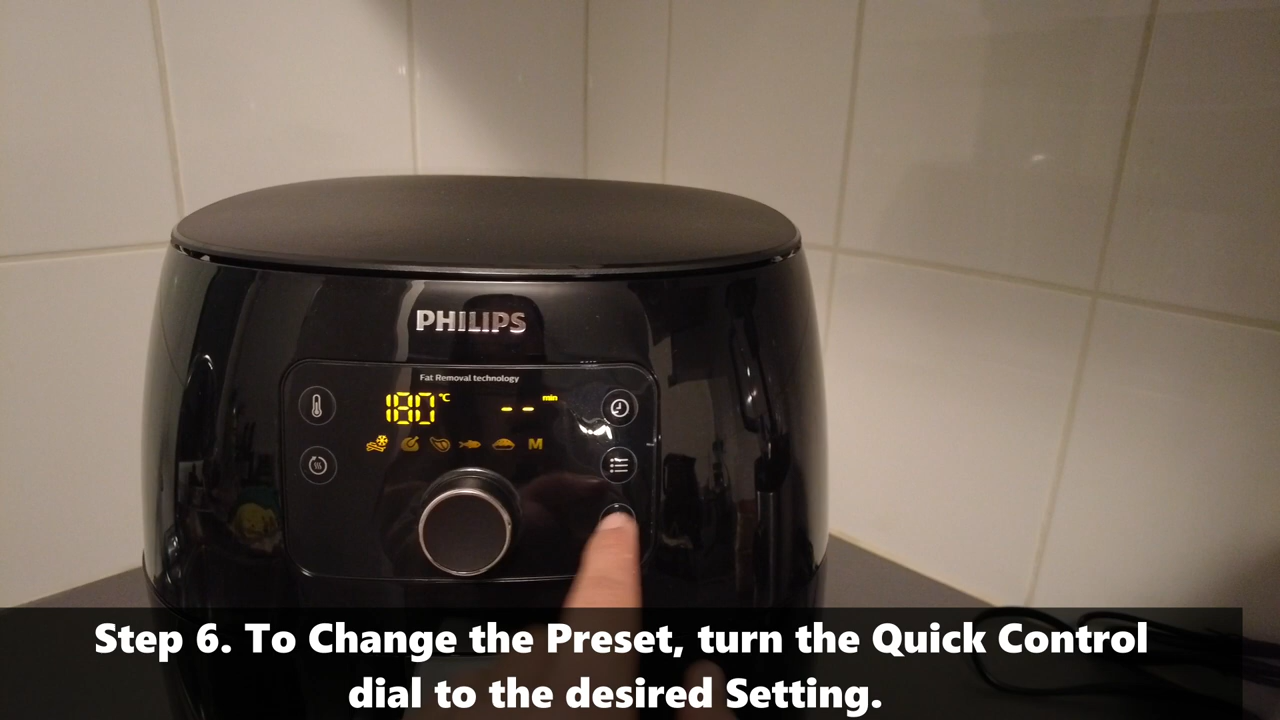 PHILIPS
Fat Removal technology
180 °C -- min
M
Step 6. To Change the Preset, turn the Quick Control
dial to the desired Setting.